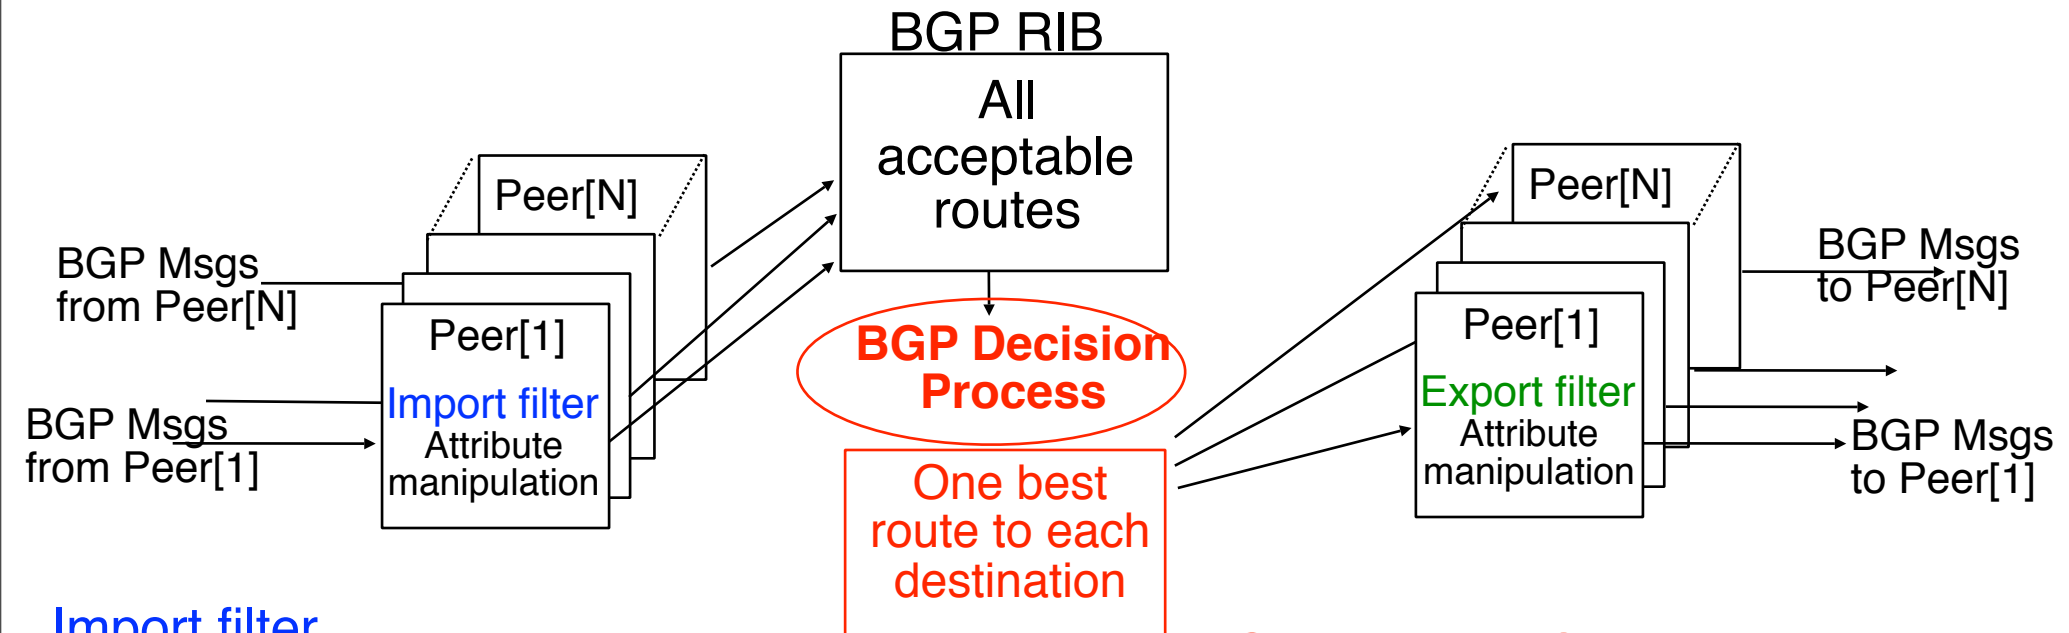 BGP RIB
All
acceptable
routes
Peer[N]
BGP Msgs
from Peer[N]
Peer[1]
Import filter
Attribute
manipulation
BGP Msgs
from Peer[1]
BGP Decision
Process
One best
route to each
destination
Peer[N]
BGP Msgs
to Peer[N]
Peer[1]
Export filter
Attribute
manipulation
BGP Msgs
to Peer[1]
Import filter